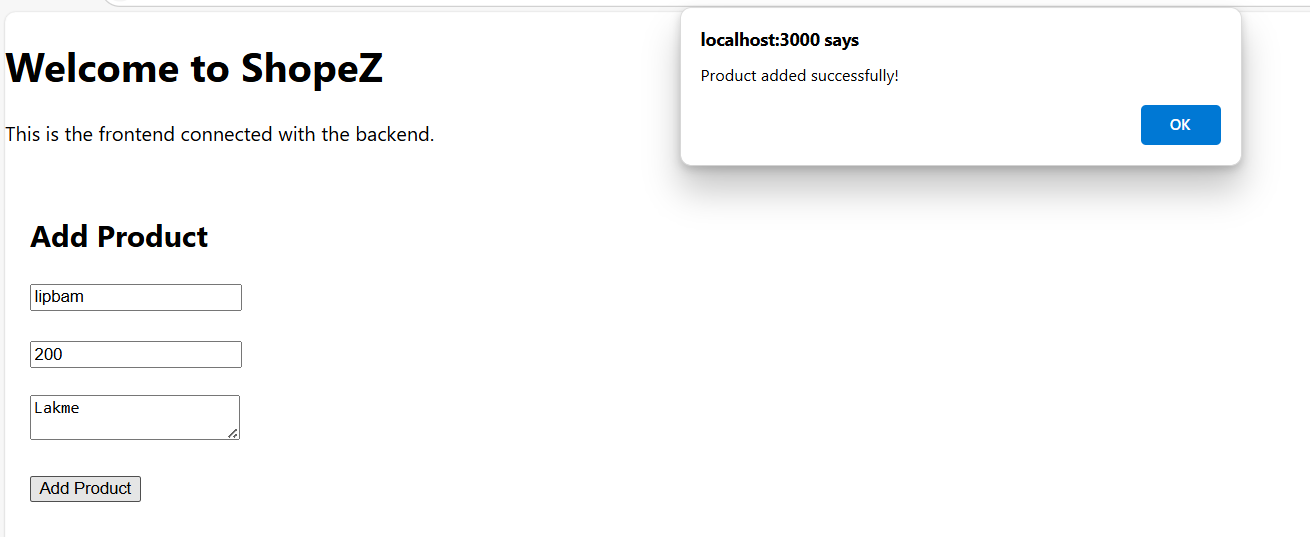 Welcome to ShopeZ
This is the frontend connected with the backend.
localhost:3000 says
Product added successfully!
OK
Add Product
lipbam
200
Lakme
Add Product